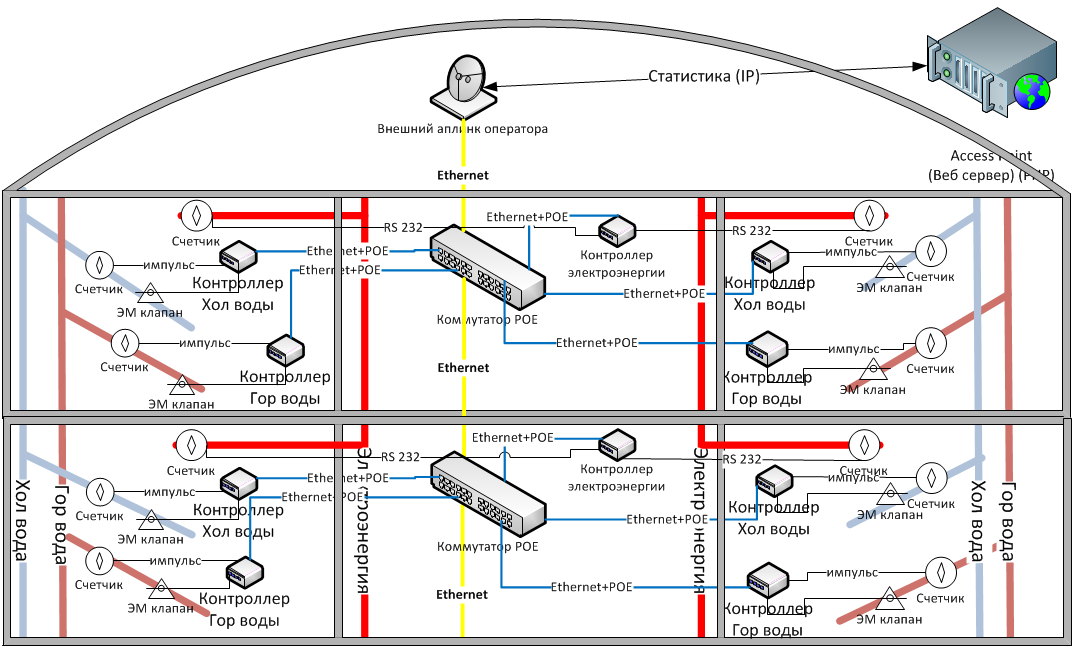 Статистика (IP)
Внешний аплинк оператора
Access Point
(Веб сервер) (PHP)
Ethernet
Счетчик
RS 232
Ethernet+POE
RS 232
Счетчик
Ethernet+POE
Контроллер
электроэнергии
импульс
Счетчик
Контроллер
Хол воды
ЭМ клапан
Ethernet+POE
Ethernet+POE
Коммутатор POE
импульс
Счетчик
Контроллер
Хол воды
ЭМ клапан
импульс
Счетчик
Контроллер
Гор воды
ЭМ клапан
Ethernet+POE
Ethernet
импульс
Счетчик
Контроллер
Гор воды
ЭМ клапан
Счетчик
RS 232
Ethernet+POE
RS 232
Счетчик
Ethernet+POE
Контроллер
электроэнергии
импульс
Счетчик
Контроллер
Хол воды
ЭМ клапан
Ethernet+POE
Ethernet+POE
Коммутатор POE
импульс
Счетчик
Контроллер
Хол воды
ЭМ клапан
Хол вода
Гор вода
Электроэнергия
Электроэнергия
Хол вода
Гор вода
импульс
Счетчик
Контроллер
Гор воды
ЭМ клапан
Ethernet+POE
Ethernet
импульс
Счетчик
Контроллер
Гор воды
ЭМ клапан